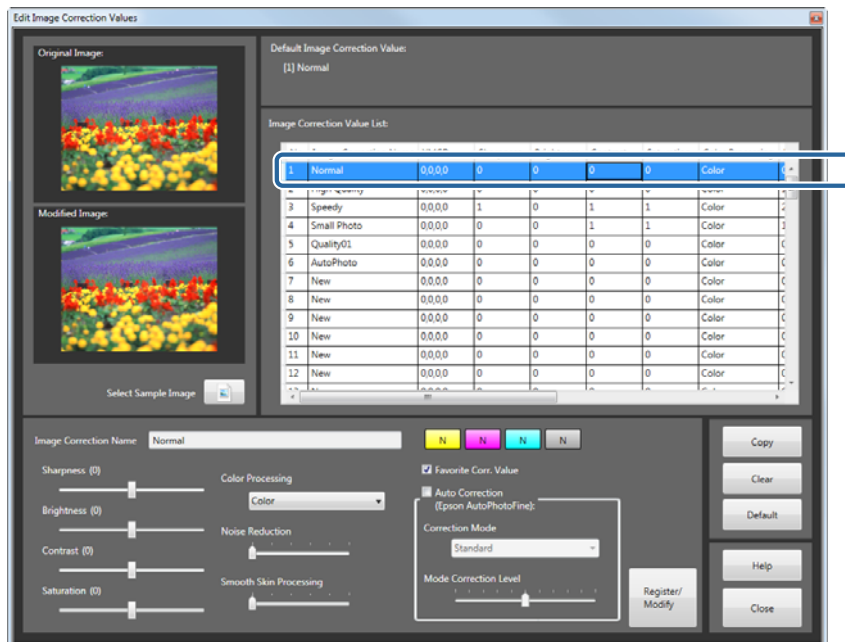 Edit Image Correction Values
Original Image:
Modified Image:
Select Sample Image
Default Image Correction Value:
[1] Normal
Image Correction Value List:
1 Normal 0,0,0,0 0 0 0 0 Color
2 High Quality Color
3 Speedy 0,0,0,0 1 0 1 1 Color 2
4 Small Photo 0,0,0,0 0 0 1 1 Color 1
5 Quality01 0,0,0,0 0 0 0 0 Color
6 AutoPhoto 0,0,0,0 0 0 0 0 Color
7 New 0,0,0,0 0 0 0 0 Color
8 New 0,0,0,0 0 0 0 0 Color
9 New 0,0,0,0 0 0 0 0 Color
10 New 0,0,0,0 0 0 0 0 Color
11 New 0,0,0,0 0 0 0 0 Color
12 New 0,0,0,0 0 0 0 0 Color
Image Correction Name Normal
N N N N
Sharpness (0)
Brightness (0)
Contrast (0)
Saturation (0)
Color Processing
Color
Noise Reduction
Smooth Skin Processing
Favorite Corr. Value
Auto Correction
(Epson AutoPhotoFine):
Correction Mode
Standard
Mode Correction Level
Register/
Modify
Copy
Clear
Default
Help
Close